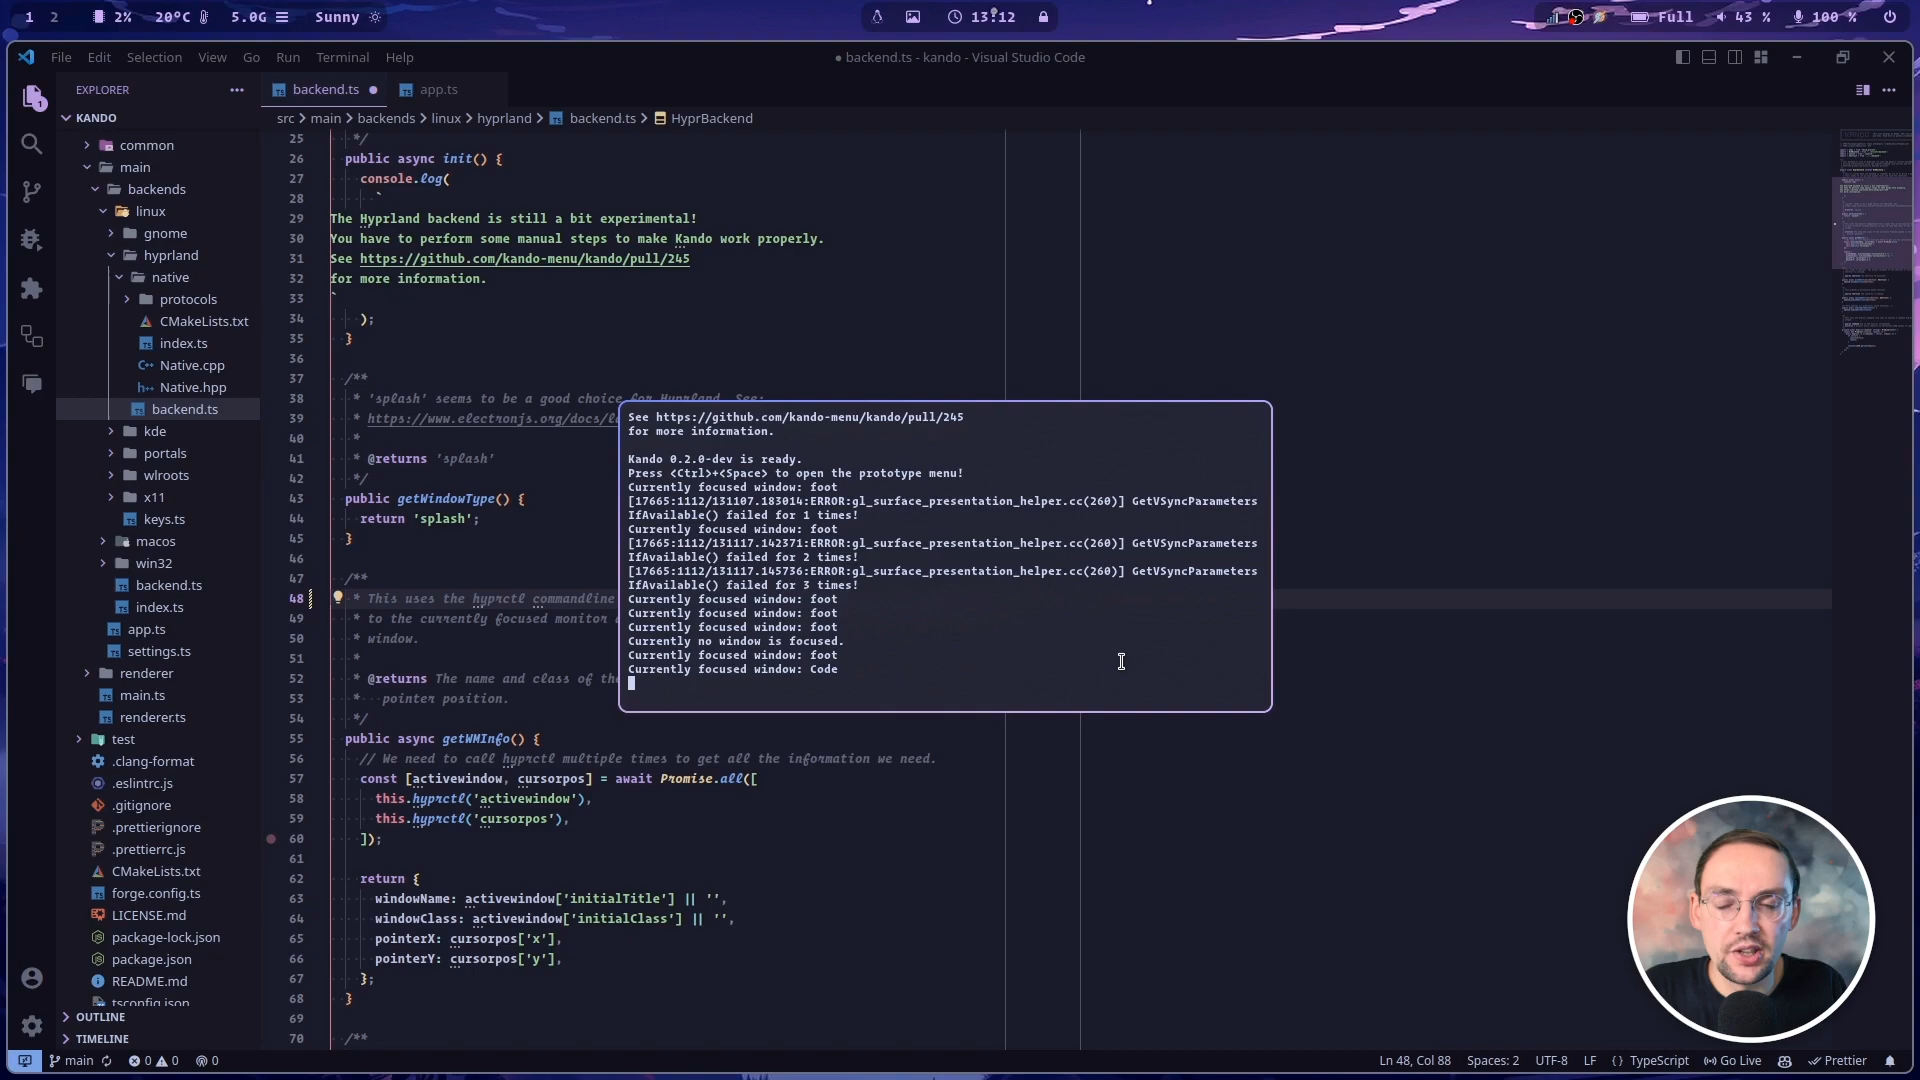 1 2 2% 20°C 5.0G Sunny 13:12 Full 43 % 100 %
File Edit Selection View Go Run Terminal Help
● backend.ts - kando - Visual Studio Code
EXPLORER
KANDO
common
main
backends
linux
gnome
hyprland
native
protocols
CMakeLists.txt
index.ts
Native.cpp
Native.hpp
backend.ts
kde
portals
wlroots
x11
keys.ts
macos
win32
backend.ts
index.ts
app.ts
settings.ts
renderer
main.ts
renderer.ts
test
.clang-format
.eslintrc.js
.gitignore
.prettierignore
.prettierrc.js
CMakeLists.txt
forge.config.ts
LICENSE.md
package-lock.json
package.json
README.md
tsconfig.json
OUTLINE
TIMELINE
backend.ts ● app.ts
src > main > backends > linux > hyprland > backend.ts > HyprBackend
25 */
26 public async init() {
27 console.log(
28 `
29 The Hyprland backend is still a bit experimental!
30 You have to perform some manual steps to make Kando work properly.
31 See https://github.com/kando-menu/kando/pull/245
32 for more information.
33 `
34 );
35 }
36
37 /**
38 * 'splash' seems to be a good choice for Hyprland. See:
39 * https://www.electronjs.org/docs/
40 *
41 * @returns 'splash'
42 */
43 public getWindowType() {
44 return 'splash';
45 }
46
47 /**
48 * This uses the hyprctl commandline
49 * to the currently focused monitor
50 * window.
51 *
52 * @returns The name and class of the
53 * pointer position.
54 */
55 public async getWMInfo() {
56 // We need to call hyprctl multiple times to get all the information we need.
57 const [activewindow, cursorpos] = await Promise.all([
58 this.hyprctl('activewindow'),
59 this.hyprctl('cursorpos'),
60 ]);
61
62 return {
63 windowName: activewindow['initialTitle'] || '',
64 windowClass: activewindow['initialClass'] || '',
65 pointerX: cursorpos['x'],
66 pointerY: cursorpos['y'],
67 };
68 }
69
70 /**
See https://github.com/kando-menu/kando/pull/245
for more information.
Kando 0.2.0-dev is ready.
Press <Ctrl>+<Space> to open the prototype menu!
Currently focused window: foot
[17665:1112/131107.183014:ERROR:gl_surface_presentation_helper.cc(260)] GetVSyncParameters
IfAvailable() failed for 1 times!
Currently focused window: foot
[17665:1112/131117.142371:ERROR:gl_surface_presentation_helper.cc(260)] GetVSyncParameters
IfAvailable() failed for 2 times!
[17665:1112/131117.145736:ERROR:gl_surface_presentation_helper.cc(260)] GetVSyncParameters
IfAvailable() failed for 3 times!
Currently focused window: foot
Currently focused window: foot
Currently focused window: foot
Currently no window is focused.
Currently focused window: foot
Currently focused window: Code
main 0 0 0 Ln 48, Col 88 Spaces: 2 UTF-8 LF { } TypeScript Go Live Prettier